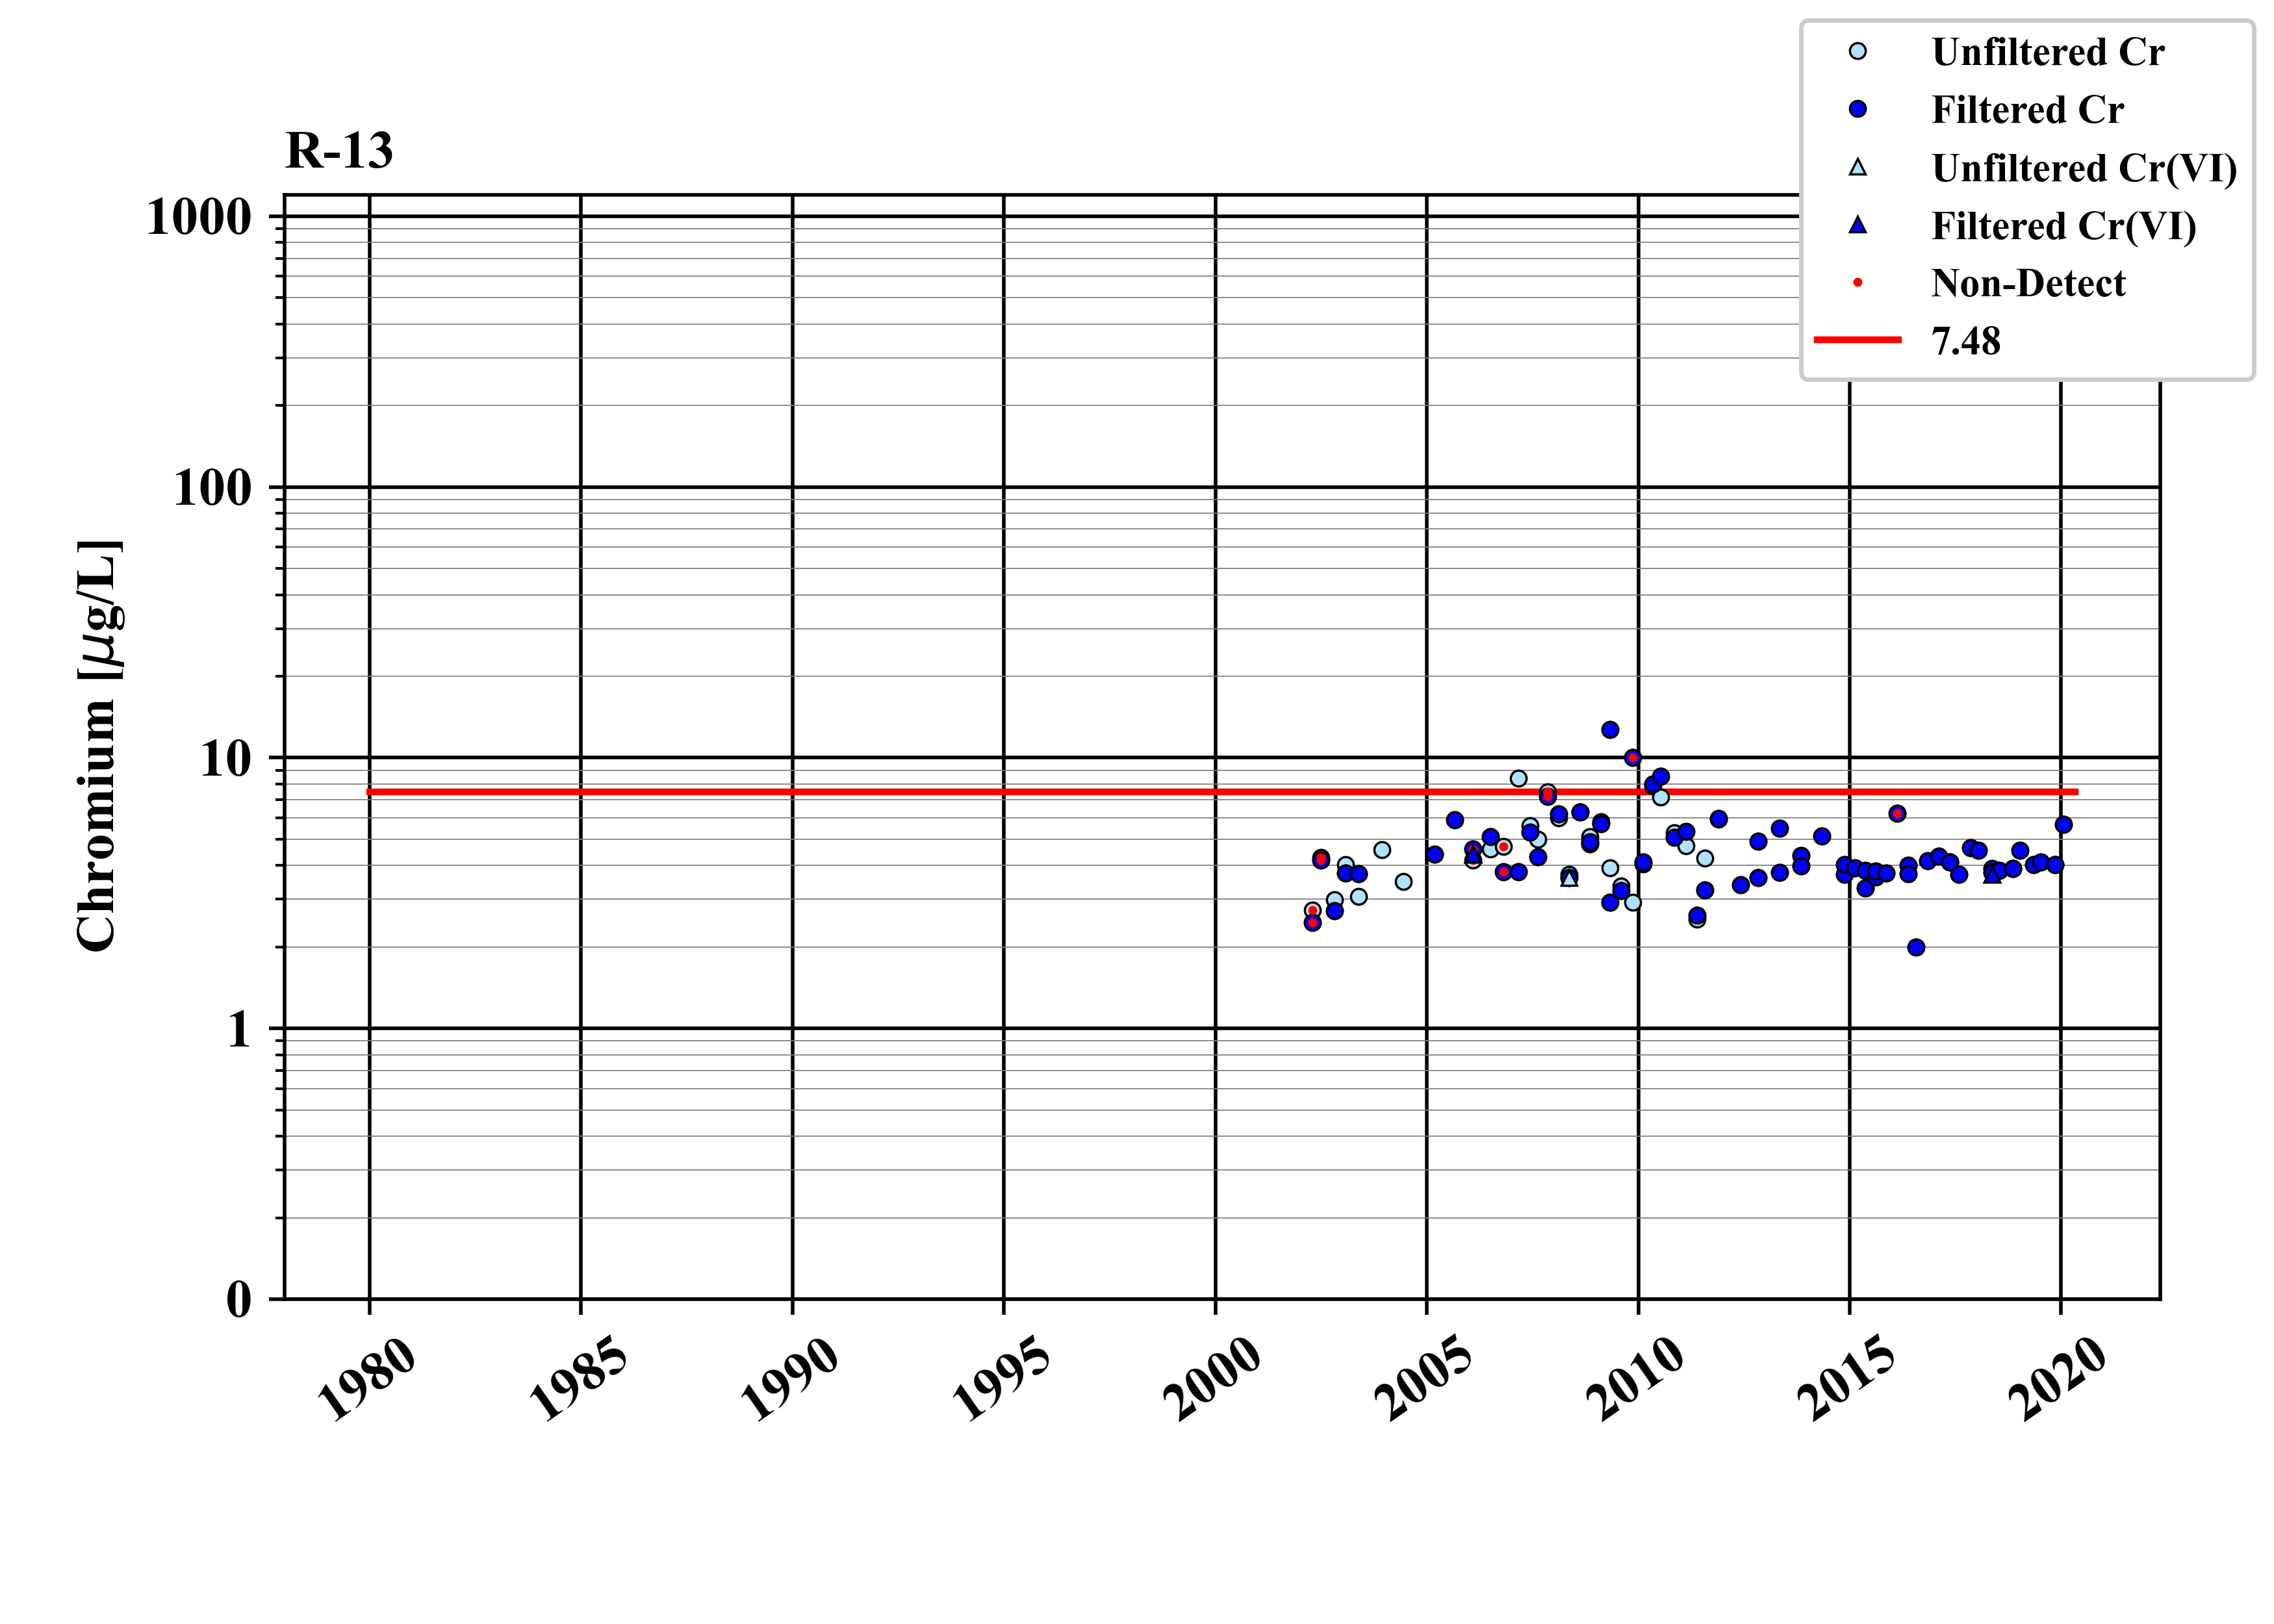 Unfiltered Cr
Filtered Cr
Unfiltered Cr(VI)
Filtered Cr(VI)
Non-Detect
7.48
R-13
1000
100
10
1
0
Chromium [μg/L]
1980
1985
1990
1995
2000
2005
2010
2015
2020